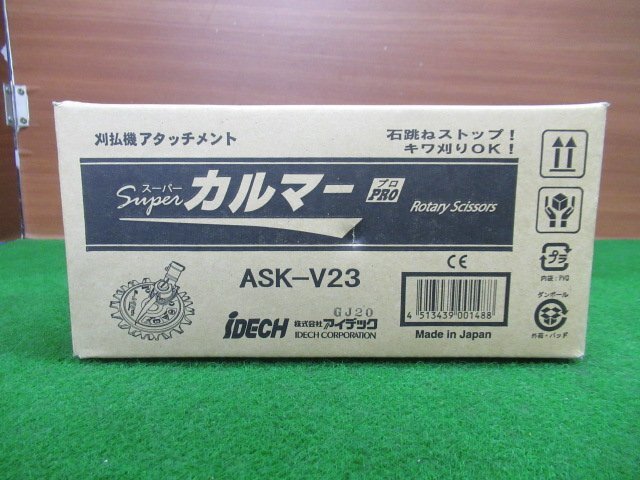 刈払機アタッチメント
石跳ねストップ！
キワ刈りOK！
スーパー
Super カルマー プロ PRO
Rotary Scissors
ASK-V23
CE
GJ20
iDECH 株式会社アイデック
IDECH CORPORATION
4 513439 001488
Made in Japan
プラ
ダンボール
外箱・パッド